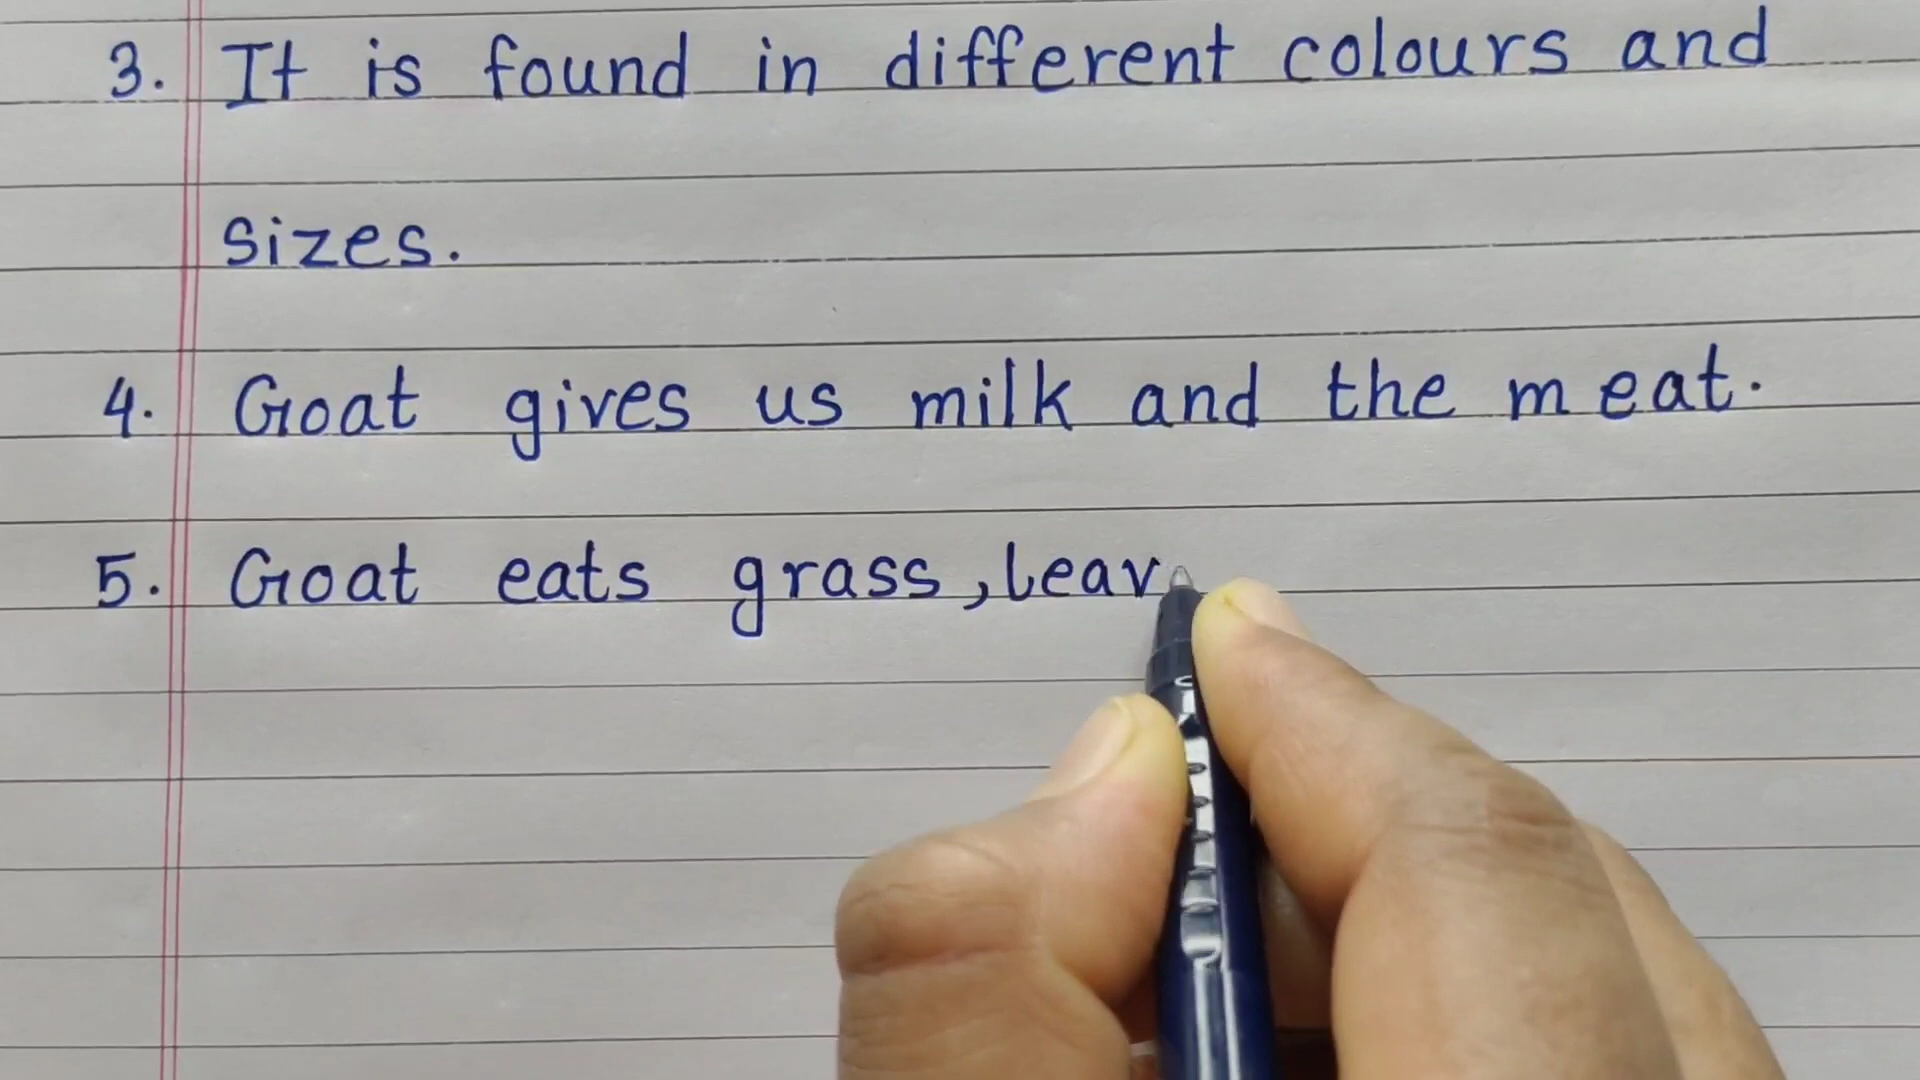 3. It is found in different colours and
sizes.
4. Goat gives us milk and the meat.
5. Goat eats grass, leav